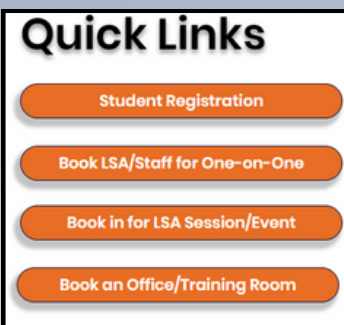 Quick Links
Student Registration
Book LSA/Staff for One-on-One
Book in for LSA Session/Event
Book an Office/Training Room